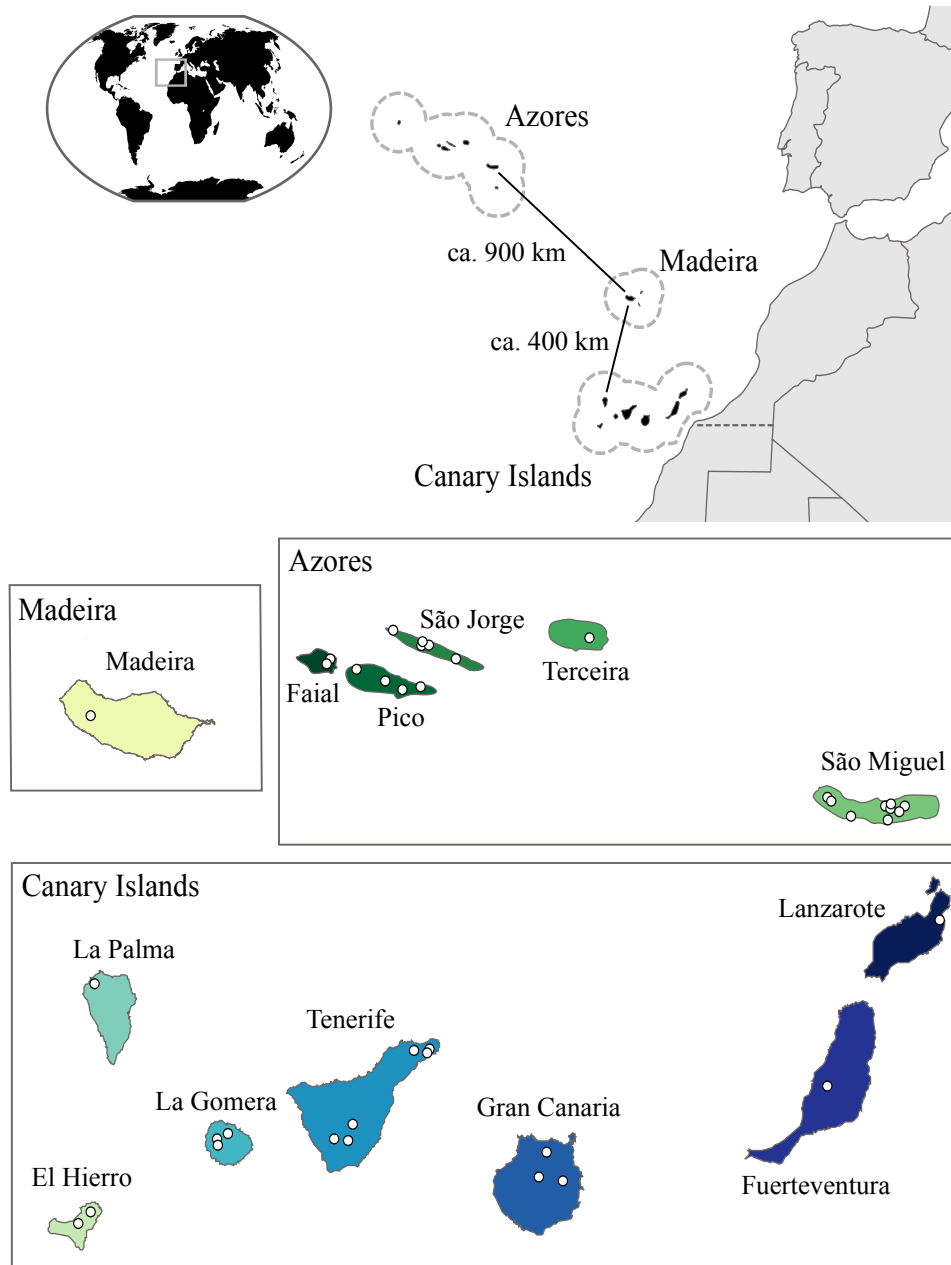 Azores
ca. 900 km
Madeira
ca. 400 km
Canary Islands
Azores
Madeira
São Jorge
Madeira
Faial
Terceira
Pico
São Miguel
Canary Islands
Lanzarote
La Palma
Tenerife
La Gomera
Gran Canaria
El Hierro
Fuerteventura